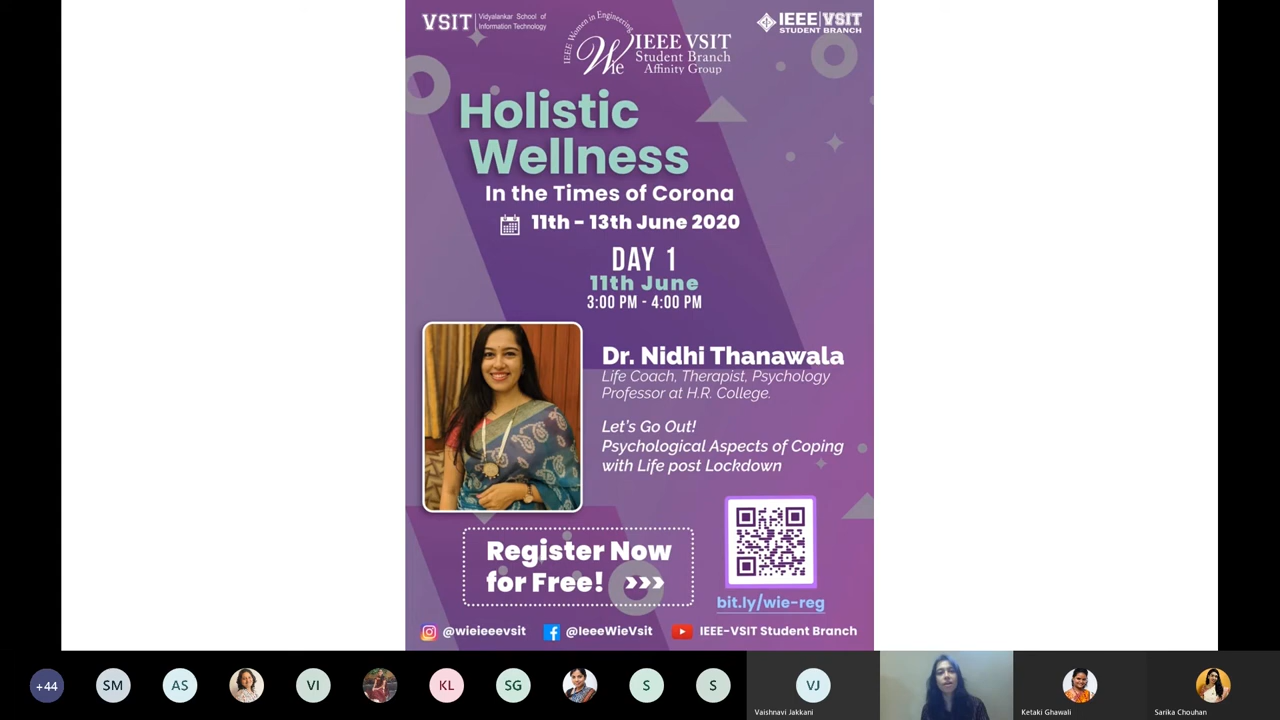 VSIT
Vidyalankar School of
Information Technology
IEEE Women in Engineering
Wie
IEEE VSIT
Student Branch
Affinity Group
IEEE VSIT
STUDENT BRANCH
Holistic
Wellness
In the Times of Corona
11th - 13th June 2020
DAY 1
11th June
3:00 PM - 4:00 PM
Dr. Nidhi Thanawala
Life Coach, Therapist, Psychology
Professor at H.R. College.
Let's Go Out!
Psychological Aspects of Coping
with Life post Lockdown
Register Now
for Free! >>>
bit.ly/wie-reg
@wieieeevsit
@IeeeWieVsit
IEEE-VSIT Student Branch
+44
SM
AS
VI
KL
SG
S
S
VJ
Vaishnavi Jakkani
Ketaki Ghawali
Sarika Chouhan